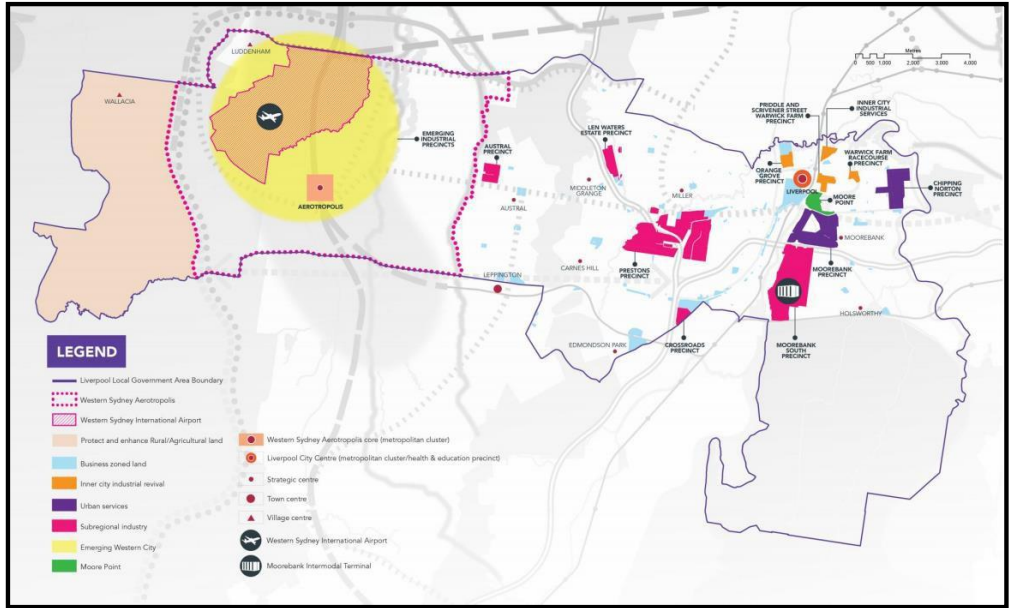 LUDDENHAM
WALLACIA
EMERGING
INDUSTRIAL
PRECINCTS
AEROTROPOLIS
AUSTRAL
PRECINCT
AUSTRAL
LEPPINGTON
LEN WATERS
ESTATE PRECINCT
MIDDLETON
GRANGE
MILLER
CARNES HILL
PRESTONS
PRECINCT
EDMONDSON PARK
CROSSROADS
PRECINCT
Metres
0 500 1,000 2,000 3,000 4,000
PRIDDLE AND
SCRIVENER STREET
WARWICK FARM
PRECINCT
INNER CITY
INDUSTRIAL
SERVICES
ORANGE
GROVE
PRECINCT
LIVERPOOL
WARWICK FARM
RACECOURSE
PRECINCT
MOORE
POINT
CHIPPING
NORTON
PRECINCT
MOOREBANK
MOOREBANK
PRECINCT
HOLSWORTHY
MOOREBANK
SOUTH
PRECINCT
LEGEND
Liverpool Local Government Area Boundary
Western Sydney Aerotropolis
Western Sydney International Airport
Protect and enhance Rural/Agricultural land
Business zoned land
Inner city industrial revival
Urban services
Subregional industry
Emerging Western City
Moore Point
Western Sydney Aerotropolis core (metropolitan cluster)
Liverpool City Centre (metropolitan cluster/health & education precinct)
Strategic centre
Town centre
Village centre
Western Sydney International Airport
Moorebank Intermodal Terminal